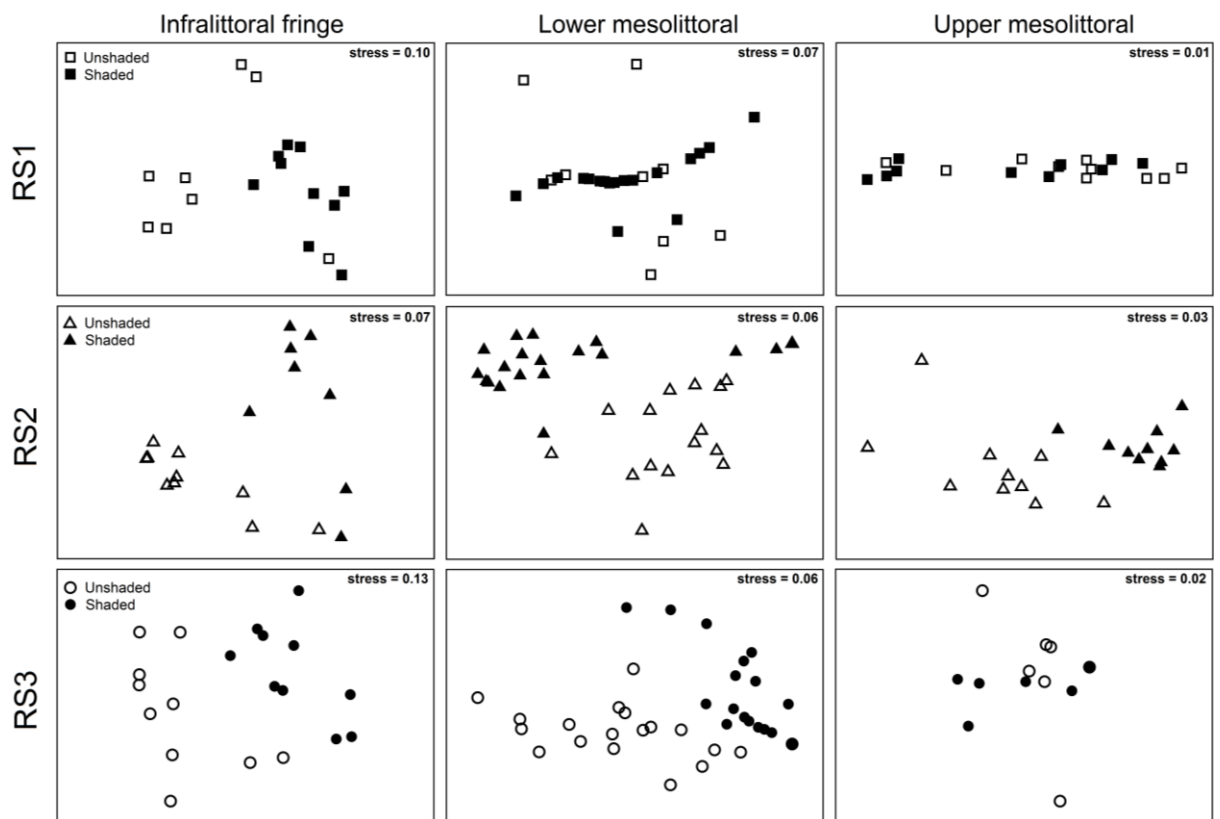 Infralittoral fringe
Lower mesolittoral
Upper mesolittoral
RS1
Unshaded
Shaded
stress = 0.10
stress = 0.07
stress = 0.01
RS2
Unshaded
Shaded
stress = 0.07
stress = 0.06
stress = 0.03
RS3
Unshaded
Shaded
stress = 0.13
stress = 0.06
stress = 0.02